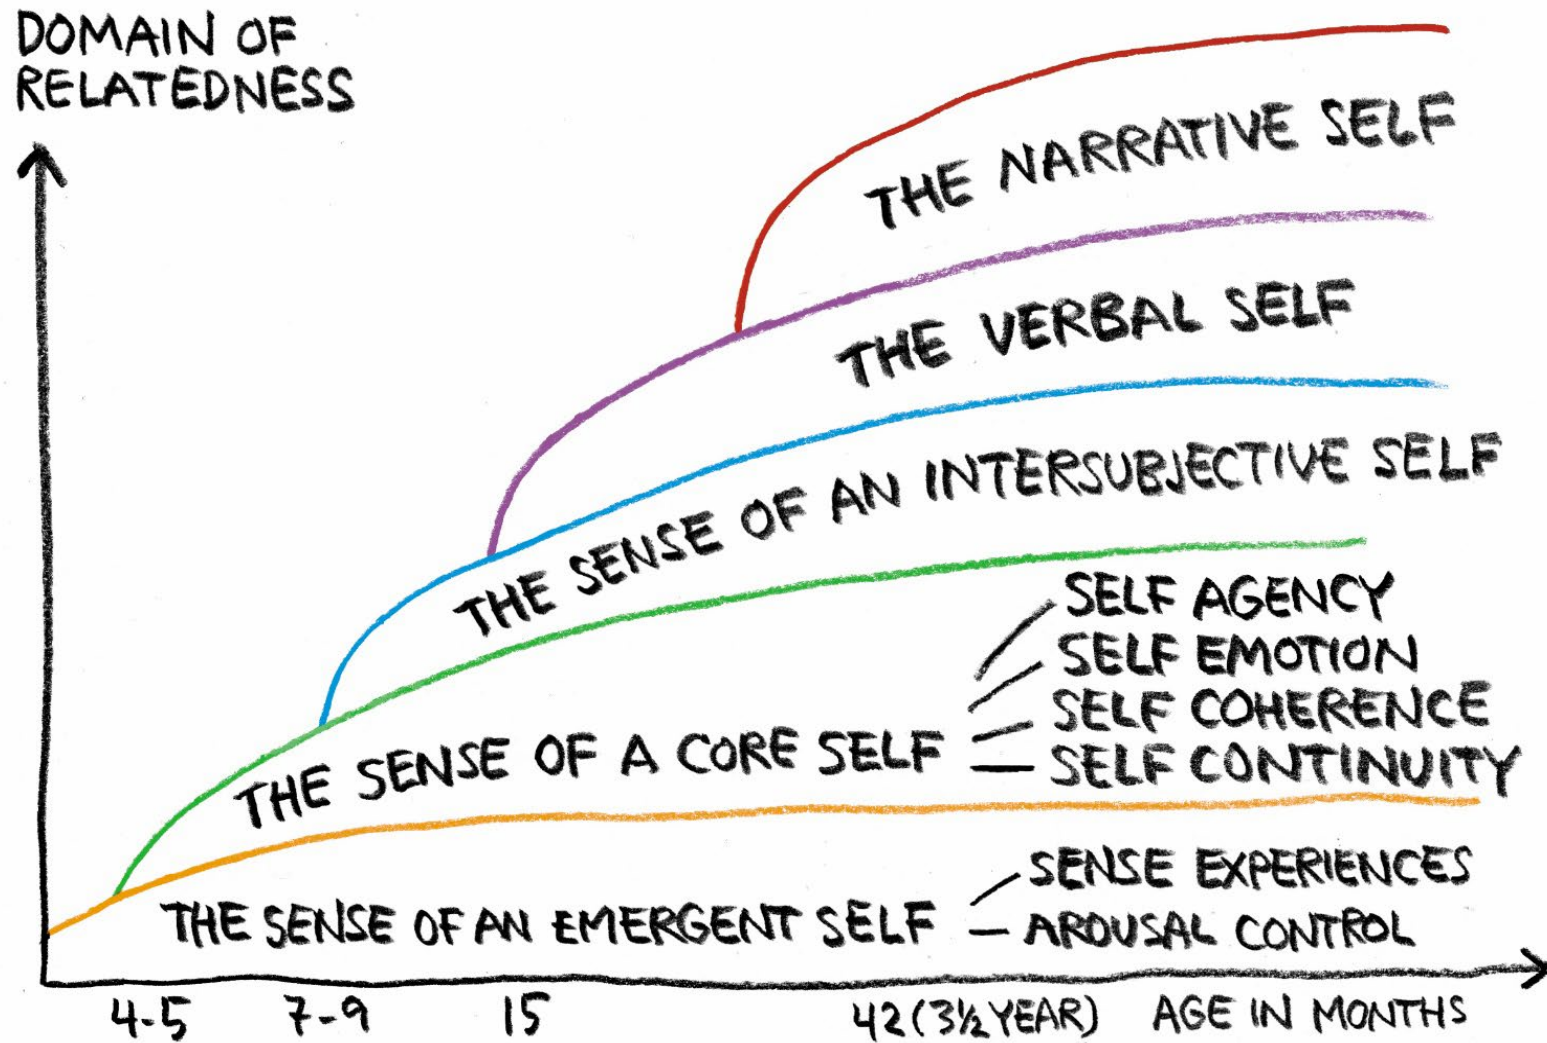 DOMAIN OF
RELATEDNESS
THE NARRATIVE SELF
THE VERBAL SELF
THE SENSE OF AN INTERSUBJECTIVE SELF
THE SENSE OF A CORE SELF
SELF AGENCY
SELF EMOTION
SELF COHERENCE
SELF CONTINUITY
THE SENSE OF AN EMERGENT SELF
SENSE EXPERIENCES
AROUSAL CONTROL
4-5 7-9 15 42 (3½ YEAR) AGE IN MONTHS